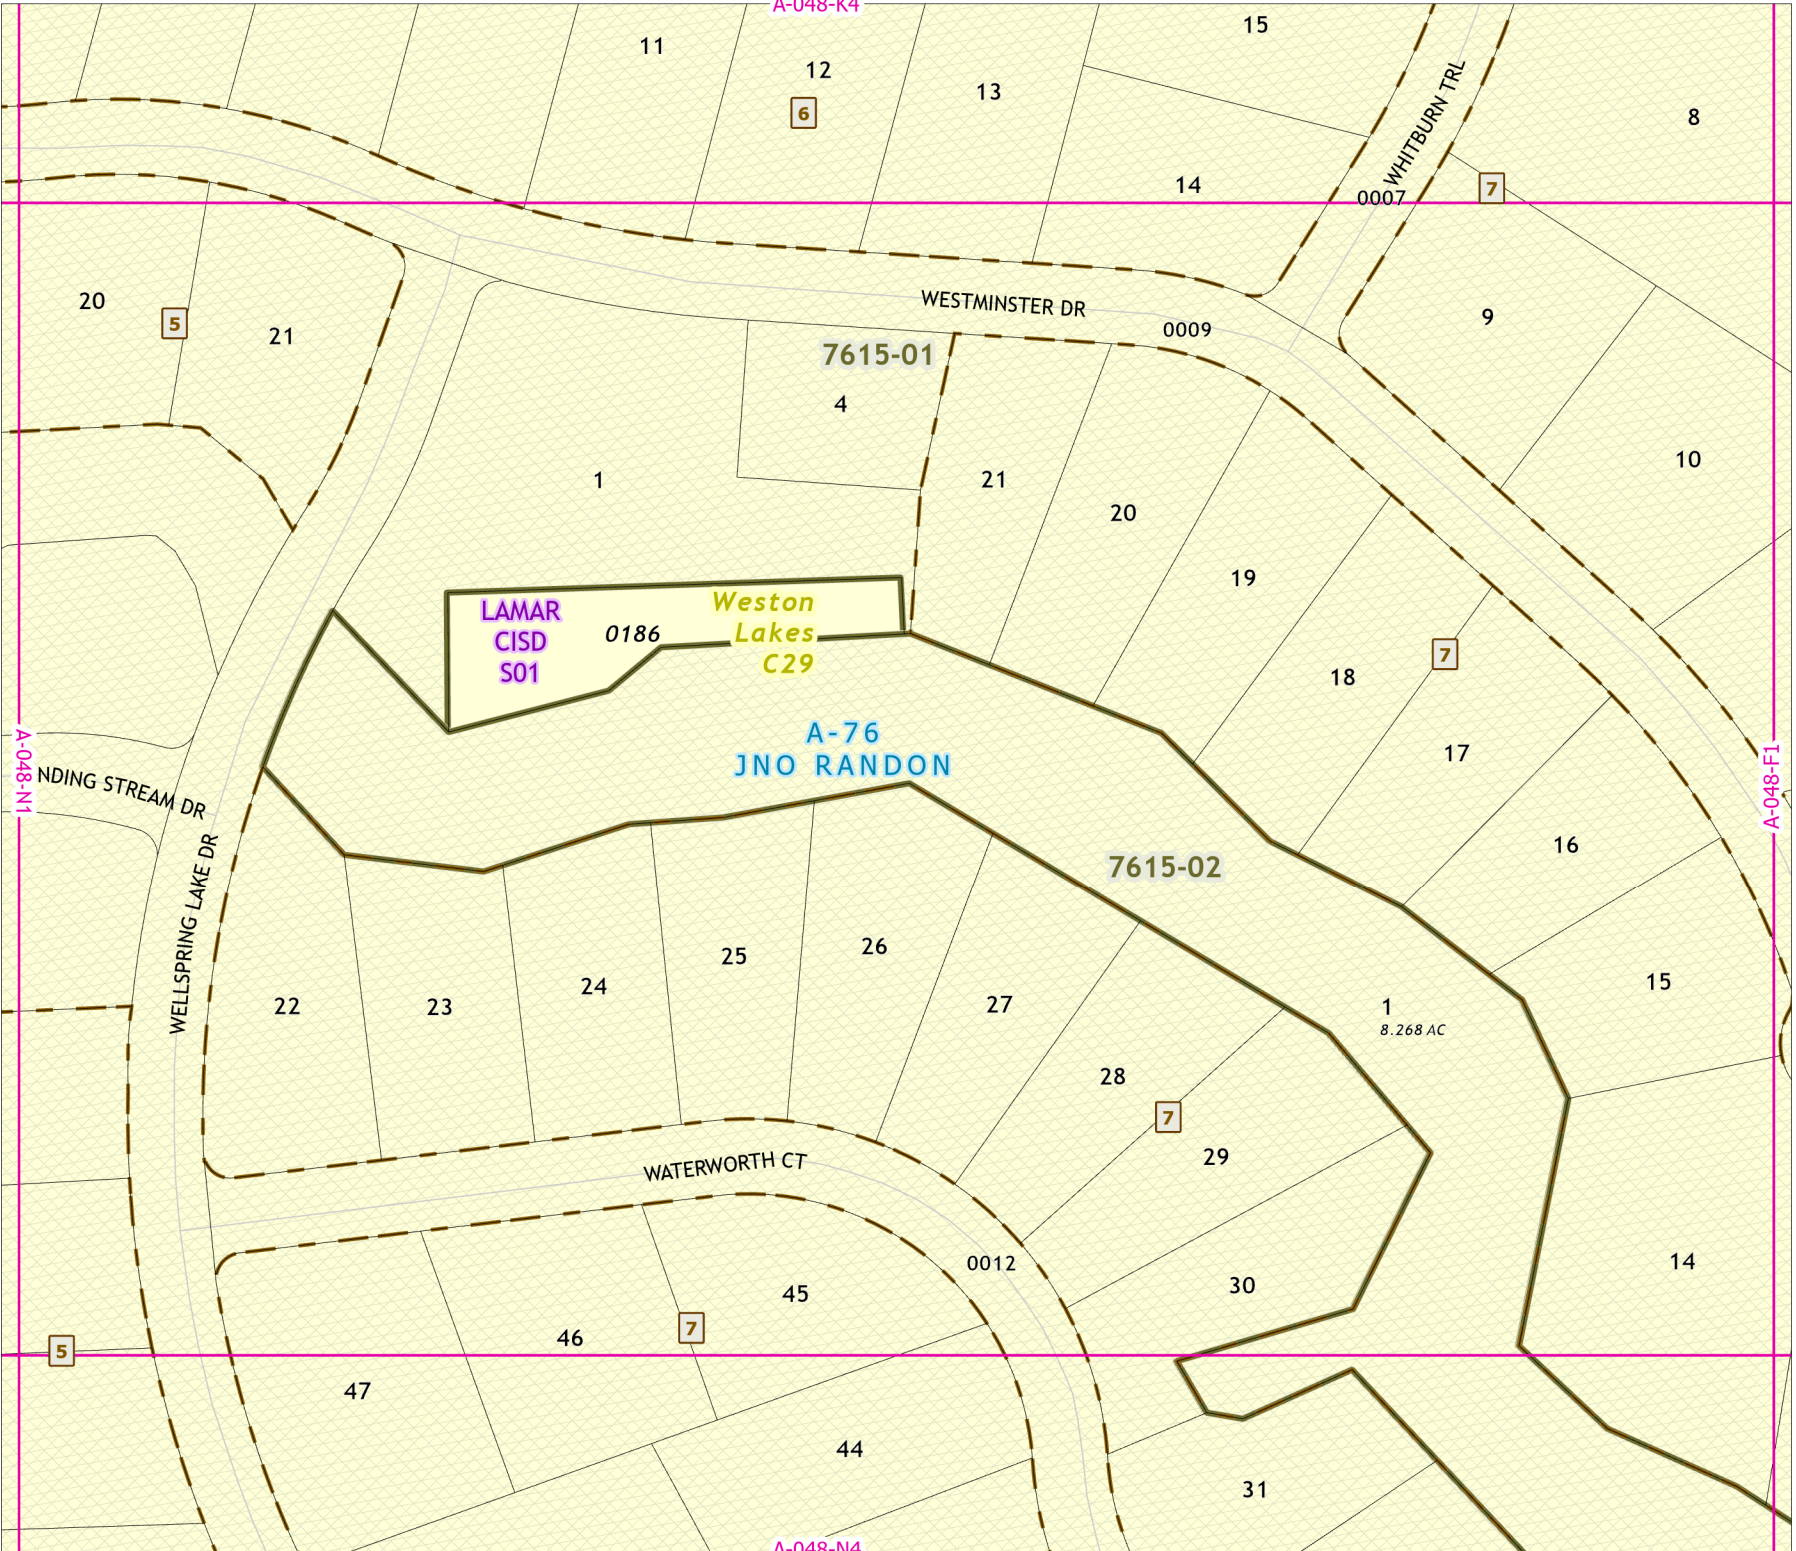 A-048-K4
11
12
13
15
WHITBURN TRL
8
6
14
0007
7
20
5
21
WESTMINSTER DR
0009
9
7615-01
4
10
1
21
20
19
LAMAR
CISD
S01
0186
Weston
Lakes
C29
18
7
A-76
JNO RANDON
17
A-048-N1
A-048-F1
NDING STREAM DR
WELLSPRING LAKE DR
16
7615-02
22
23
24
25
26
27
1
8.268 AC
15
28
7
29
WATERWORTH CT
0012
30
14
45
46
7
5
47
44
31
A-048-N4